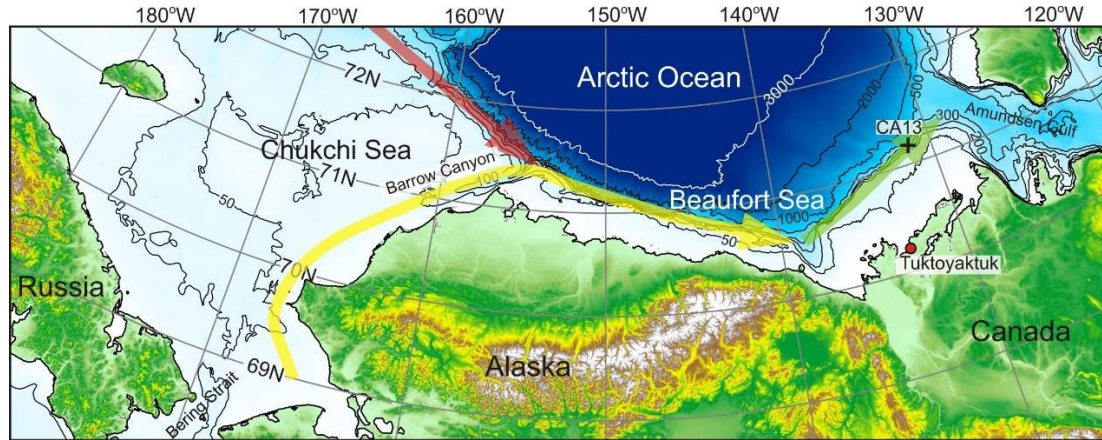 180°W 170°W 160°W 150°W 140°W 130°W 120°W
72N
Arctic Ocean
3000
2000
500
300
Amundsen Gulf
CA13
Chukchi Sea
Barrow Canyon
71N
100
50
Beaufort Sea
1000
50
Tuktoyaktuk
Russia
70N
Canada
Alaska
69N
Bering Strait